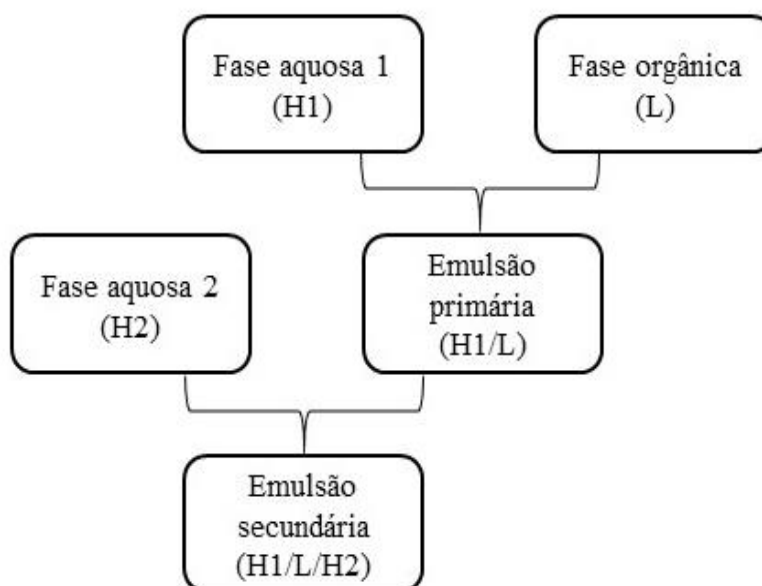 Fase aquosa 1
(H1)
Fase orgânica
(L)
Fase aquosa 2
(H2)
Emulsão
primária
(H1/L)
Emulsão
secundária
(H1/L/H2)